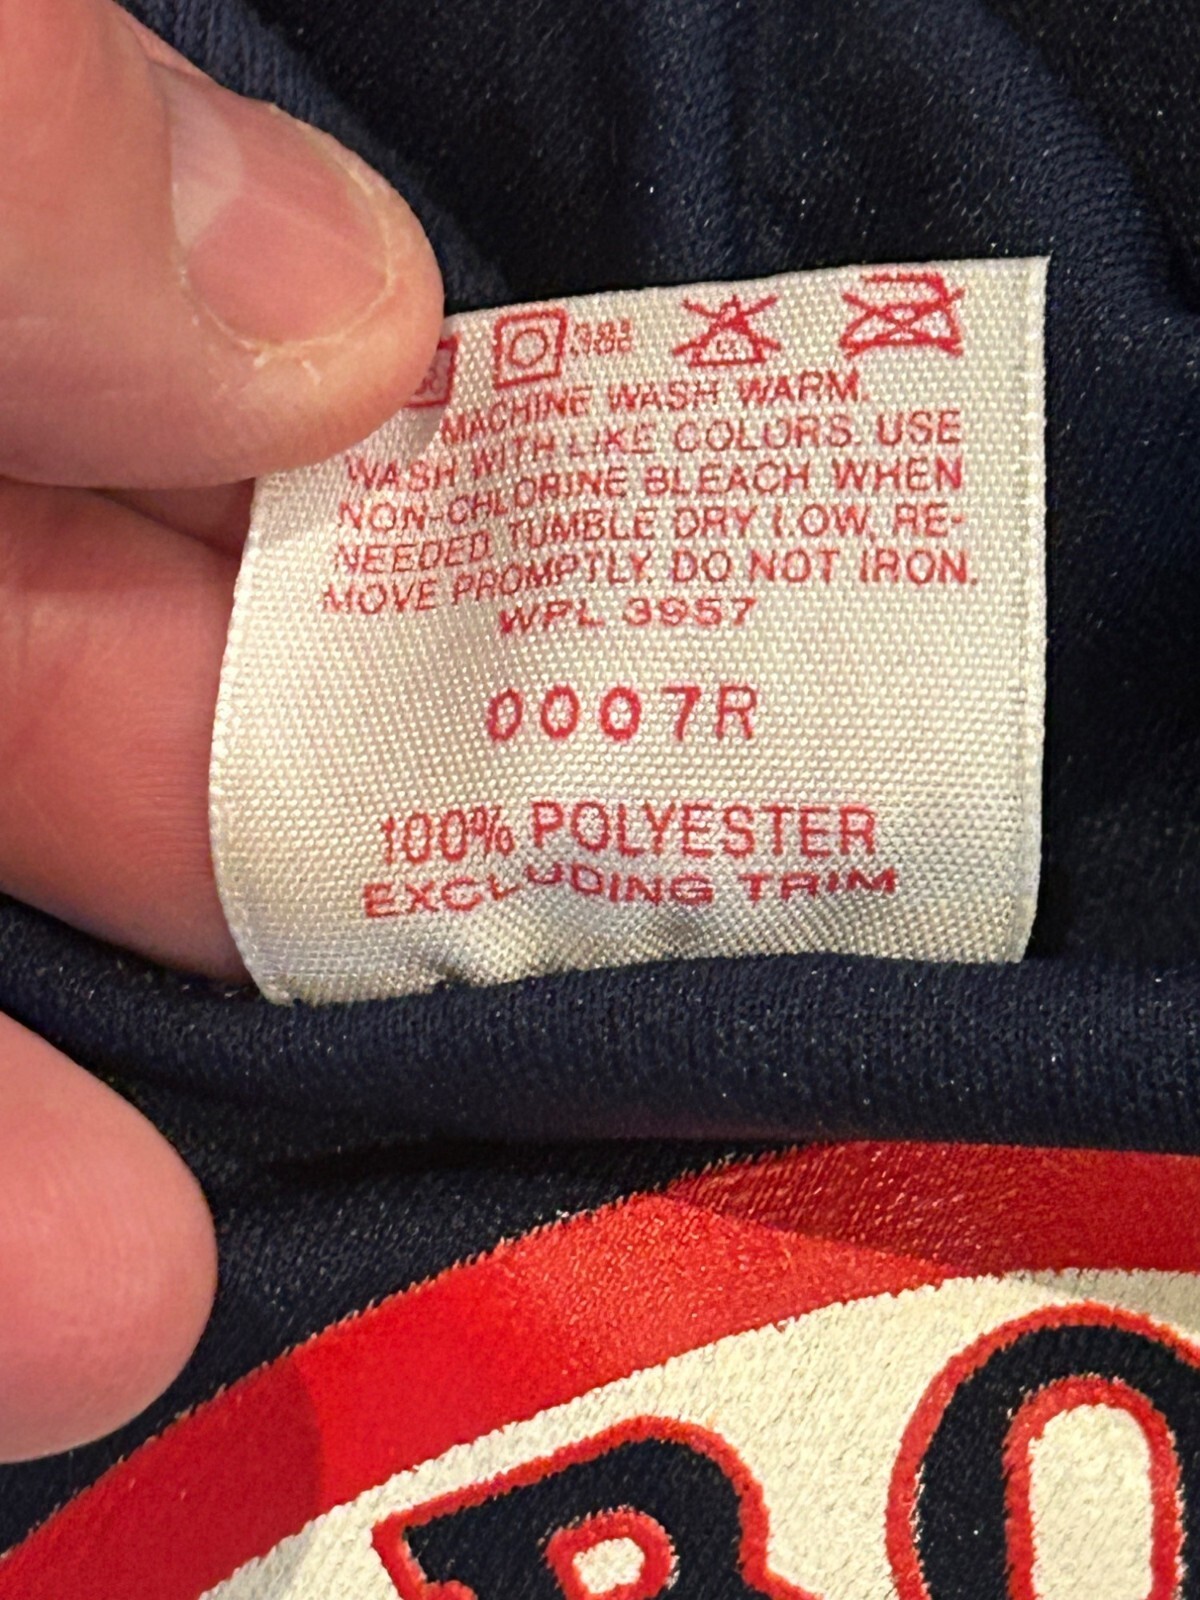 MACHINE WASH WARM.
WASH WITH LIKE COLORS. USE
NON-CHLORINE BLEACH WHEN
NEEDED. TUMBLE DRY LOW. RE-
MOVE PROMPTLY. DO NOT IRON.
WPL 3957
0007R
100% POLYESTER
EXCLUDING TRIM